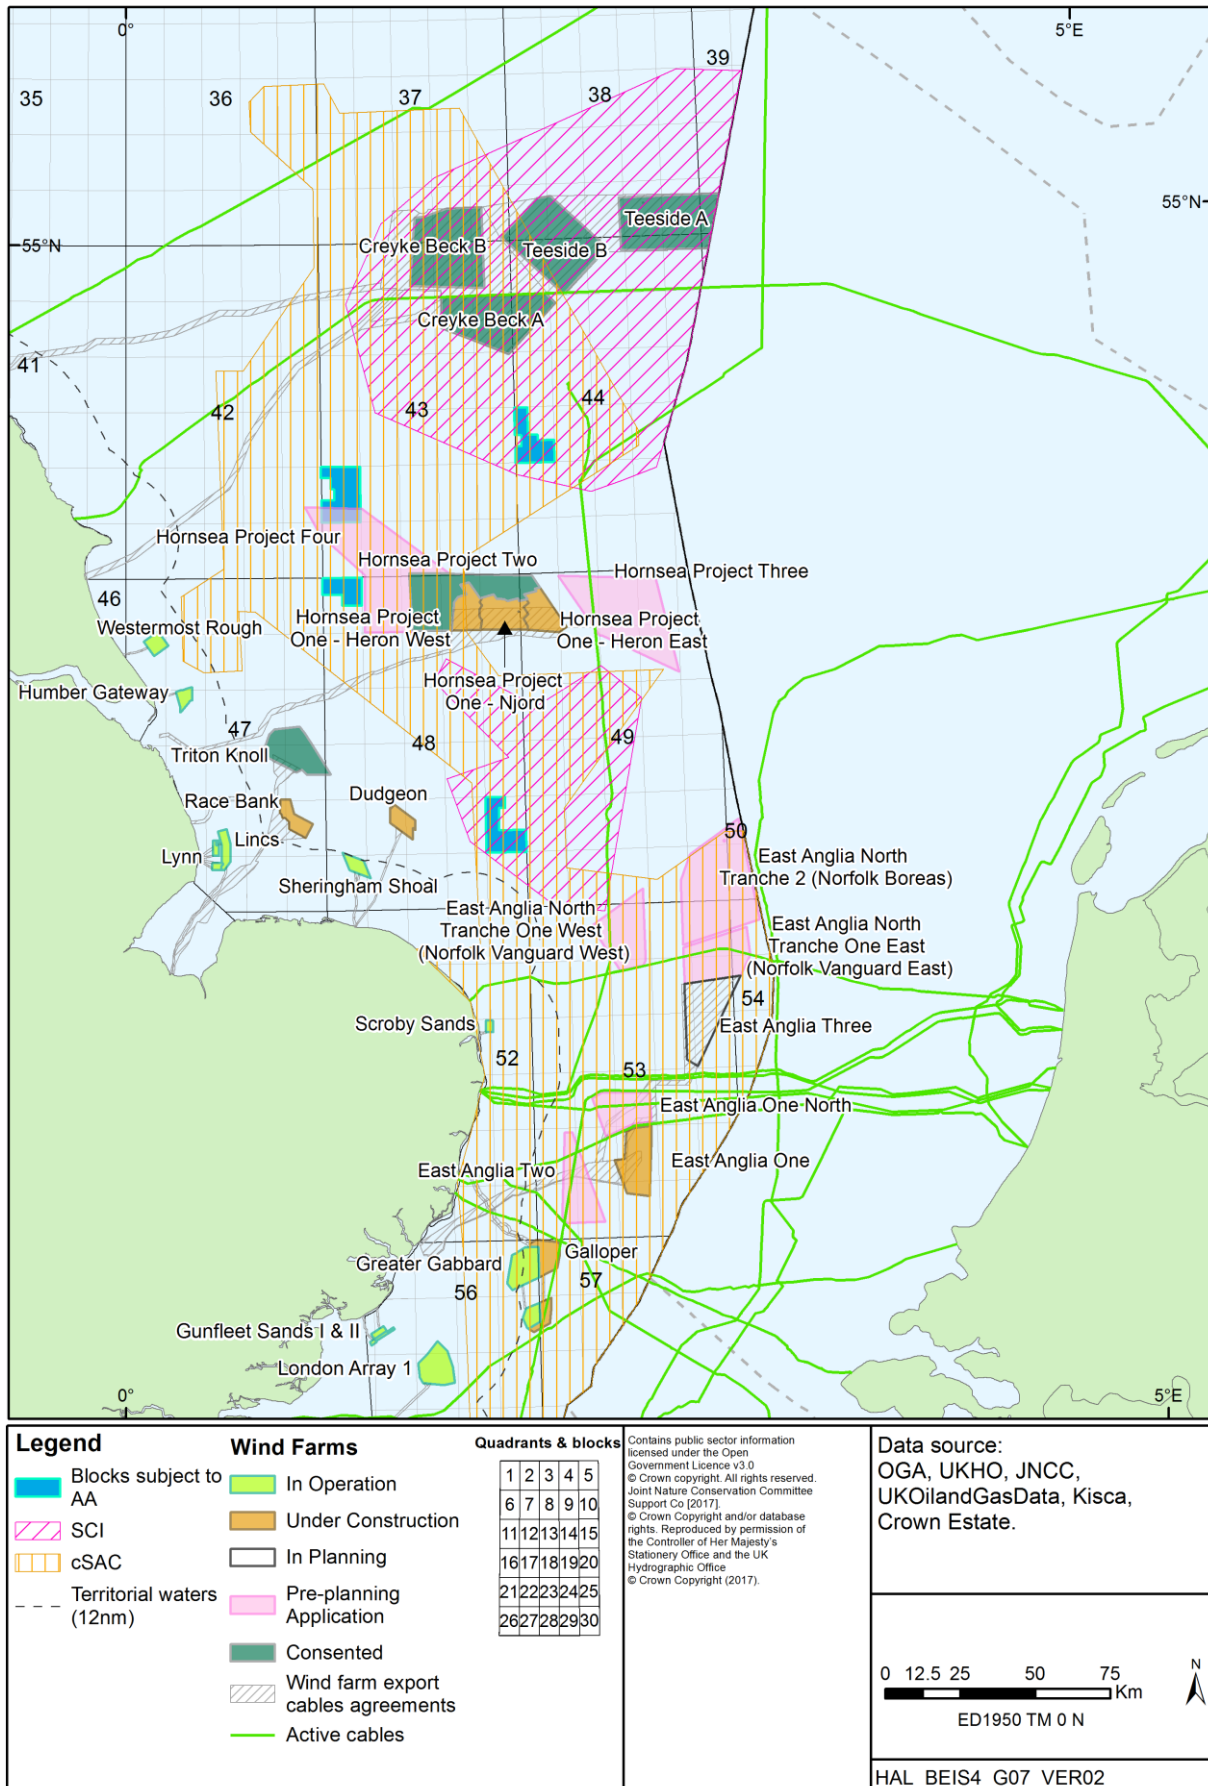 0°
5°E
35
36
37
38
39
55°N
55°N
Teeside A
Creyke Beck B
Teeside B
Creyke Beck A
41
42
43
44
Hornsea Project Four
Hornsea Project Two
Hornsea Project Three
46
Westermost Rough
Hornsea Project
One - Heron West
Hornsea Project
One - Heron East
Humber Gateway
Hornsea Project
One - Njord
47
48
49
Triton Knoll
Race Bank
Dudgeon
Lincs
Lynn
Sheringham Shoal
50
East Anglia North
Tranche 2 (Norfolk Boreas)
East Anglia North
Tranche One West
(Norfolk Vanguard West)
East Anglia North
Tranche One East
(Norfolk Vanguard East)
54
Scroby Sands
East Anglia Three
52
53
East Anglia One North
East Anglia Two
East Anglia One
Greater Gabbard
Galloper
56
57
Gunfleet Sands I & II
London Array 1
0°
5°E
Legend
Blocks subject to
AA
SCI
cSAC
Territorial waters
(12nm)
Wind Farms
In Operation
Under Construction
In Planning
Pre-planning
Application
Consented
Wind farm export
cables agreements
Active cables
Quadrants & blocks
1 2 3 4 5
6 7 8 9 10
11 12 13 14 15
16 17 18 19 20
21 22 23 24 25
26 27 28 29 30
Contains public sector information
licensed under the Open
Government Licence v3.0
© Crown copyright. All rights reserved.
Joint Nature Conservation Committee
Support Co [2017].
© Crown Copyright and/or database
rights. Reproduced by permission of
the Controller of Her Majesty's
Stationery Office and the UK
Hydrographic Office
© Crown Copyright (2017).
Data source:
OGA, UKHO, JNCC,
UKOilandGasData, Kisca,
Crown Estate.
N
0 12.5 25 50 75
Km
ED1950 TM 0 N
HAL_BEIS4_G07_VER02